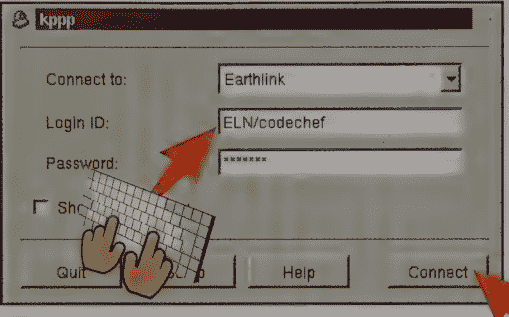 kppp
Connect to: Earthlink
Login ID: ELN/codechef
Password: *******
Quit Help Connect